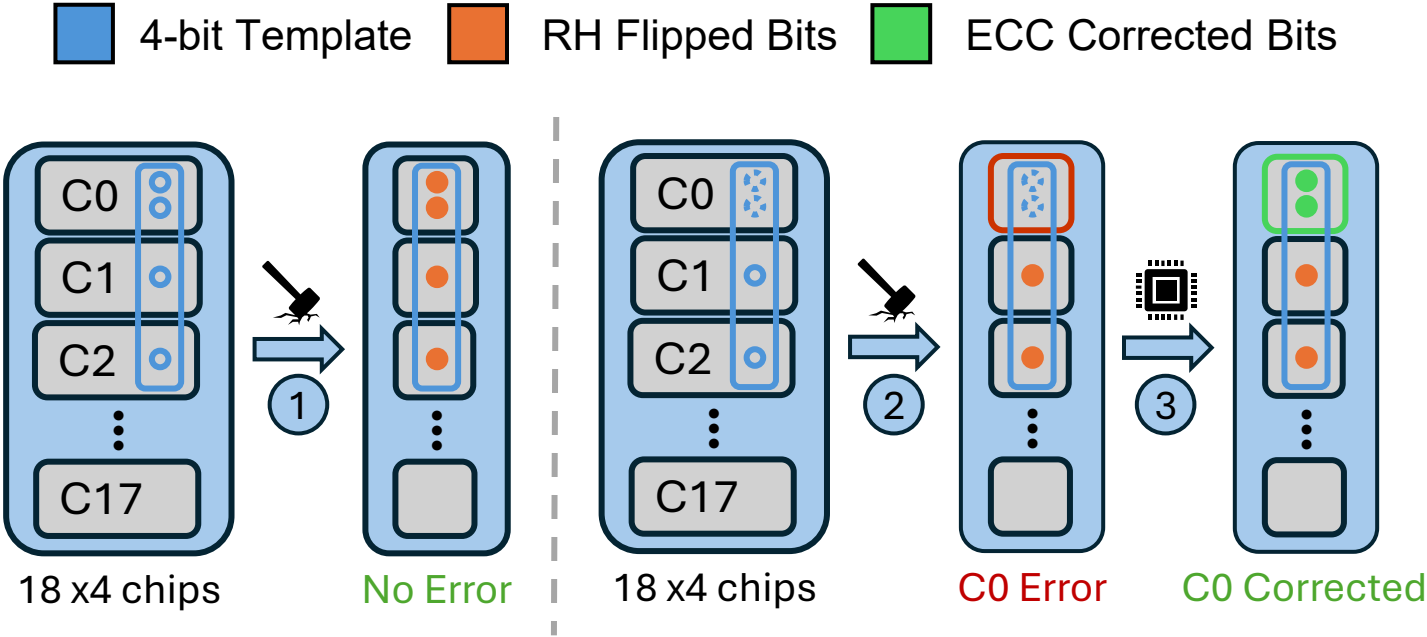 4-bit Template RH Flipped Bits ECC Corrected Bits
C0
C1
C2
C17
18 x4 chips
1
No Error
C0
C1
C2
C17
18 x4 chips
2
C0 Error
3
C0 Corrected